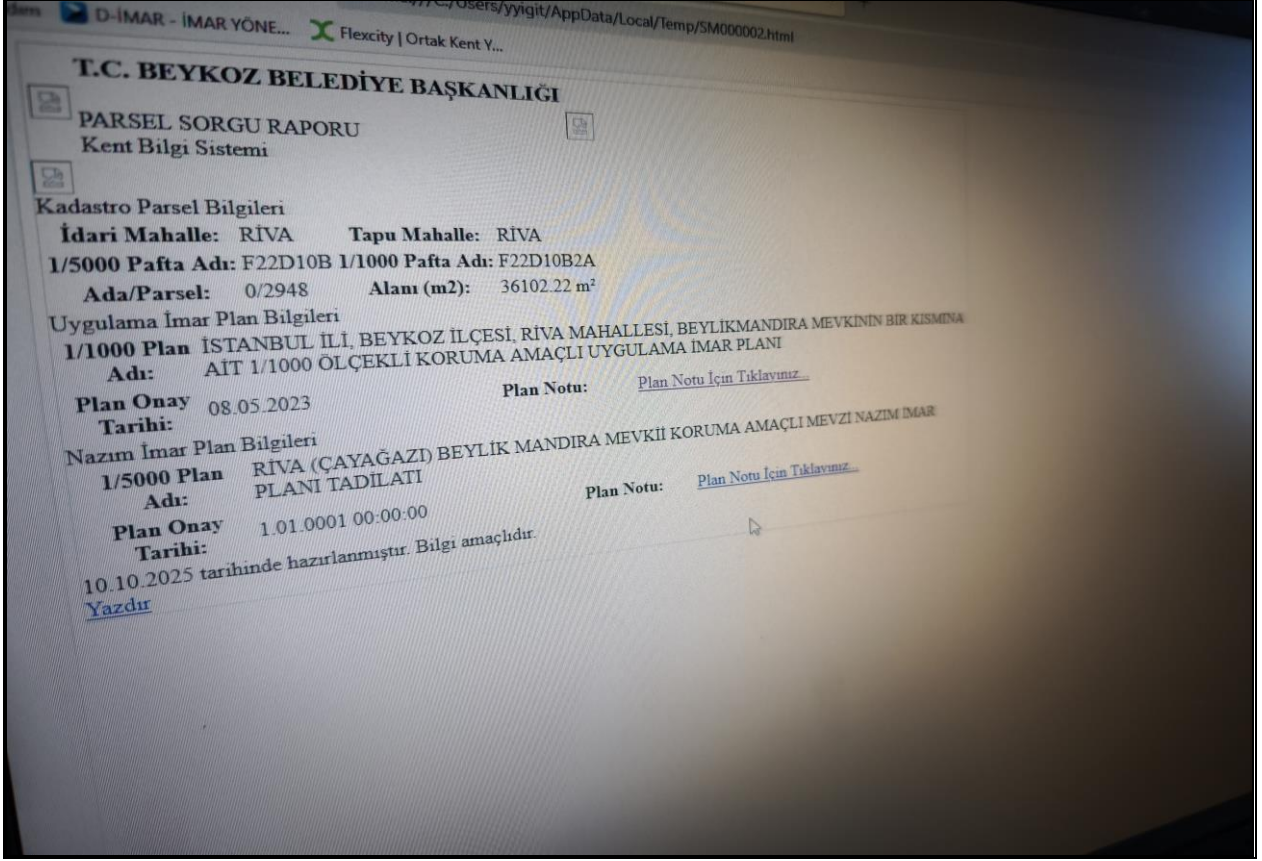 D-İMAR - İMAR YÖNE...
Flexcity | Ortak Kent Y...
/Users/yyigit/AppData/Local/Temp/SM000002.html
T.C. BEYKOZ BELEDİYE BAŞKANLIĞI
PARSEL SORGU RAPORU
Kent Bilgi Sistemi
Kadastro Parsel Bilgileri
İdari Mahalle: RİVA Tapu Mahalle: RİVA
1/5000 Pafta Adı: F22D10B 1/1000 Pafta Adı: F22D10B2A
Ada/Parsel: 0/2948 Alanı (m2): 36102.22 m²
Uygulama İmar Plan Bilgileri
1/1000 Plan Adı: İSTANBUL İLİ, BEYKOZ İLÇESİ, RİVA MAHALLESİ, BEYLİKMANDIRA MEVKİNİN BİR KISMINA
AİT 1/1000 ÖLÇEKLİ KORUMA AMAÇLI UYGULAMA İMAR PLANI
Plan Onay Tarihi: 08.05.2023 Plan Notu: Plan Notu İçin Tıklayınız...
Nazım İmar Plan Bilgileri
1/5000 Plan Adı: RİVA (ÇAYAĞAZI) BEYLİK MANDIRA MEVKİİ KORUMA AMAÇLI MEVZİ NAZIM İMAR
PLANI TADİLATI
Plan Onay Tarihi: 1.01.0001 00:00:00 Plan Notu: Plan Notu İçin Tıklayınız...
10.10.2025 tarihinde hazırlanmıştır. Bilgi amaçlıdır.
Yazdır